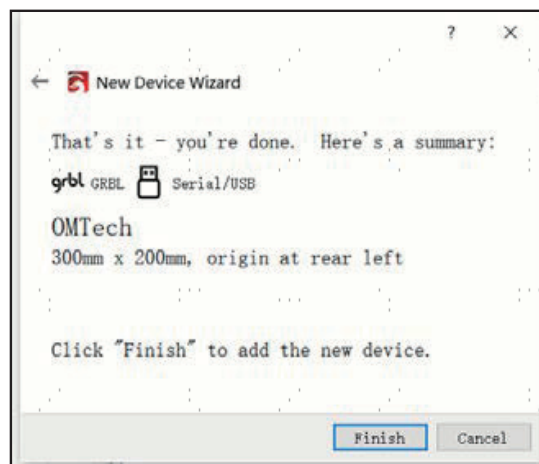 ?
×
← New Device Wizard
That's it - you're done. Here's a summary:
grbl GRBL Serial/USB
OMTech
300mm x 200mm, origin at rear left
Click "Finish" to add the new device.
Finish Cancel